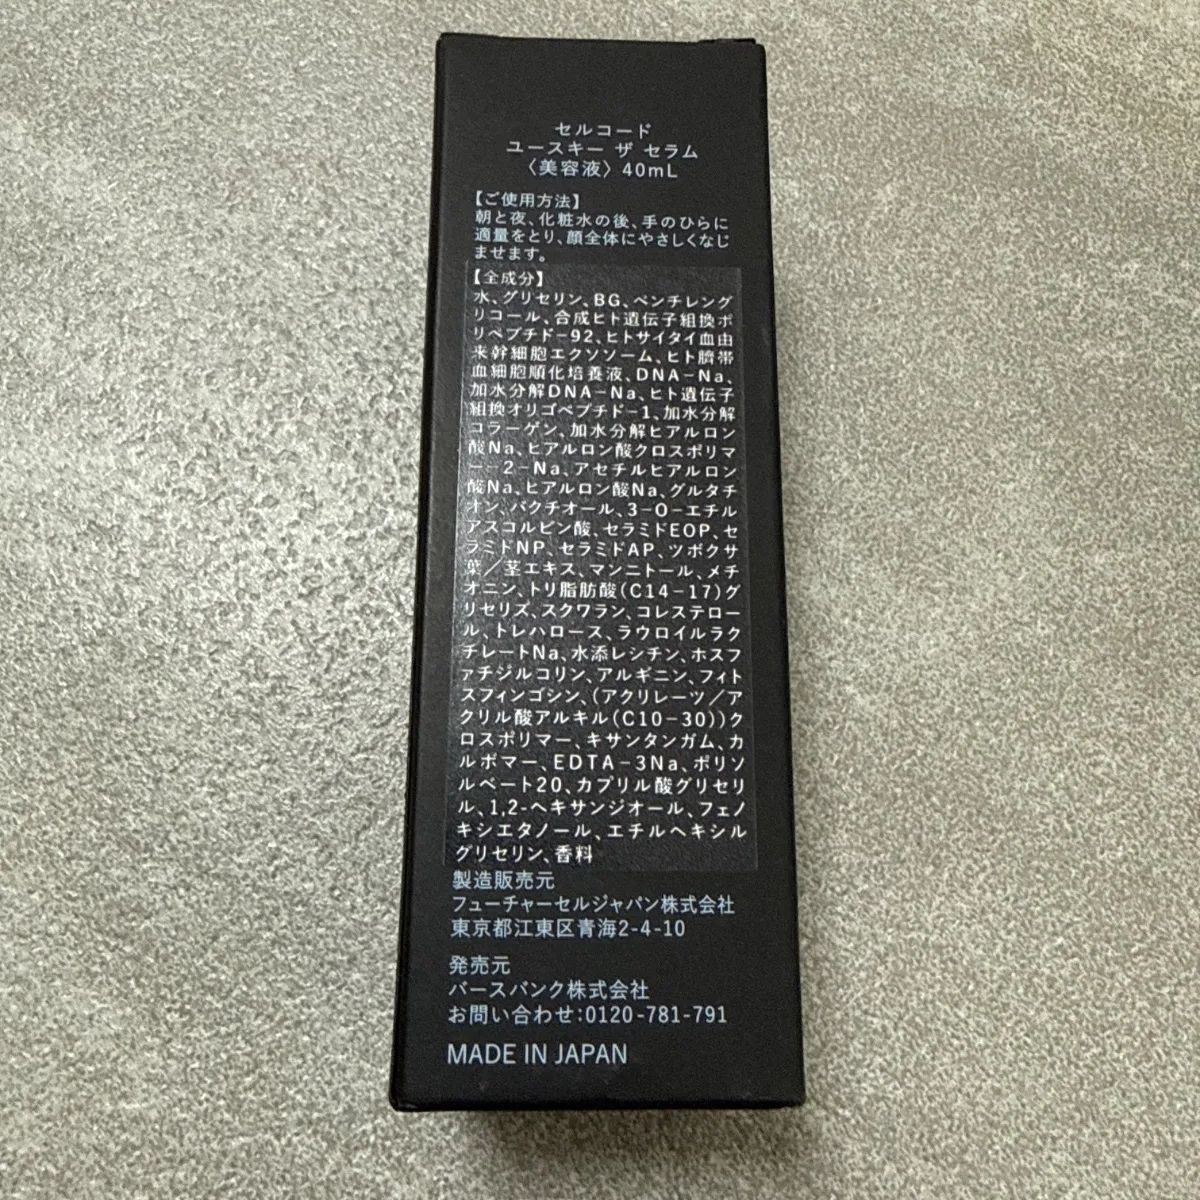 セルコード
ユースキー ザ セラム
〈美容液〉40mL
【ご使用方法】
朝と夜、化粧水の後、手のひらに
適量をとり、顔全体にやさしくなじ
ませます。
【全成分】
水、グリセリン、BG、ペンチレング
リコール、合成ヒト遺伝子組換ポ
リペプチド-92、ヒトサイタイ血由
来幹細胞エクソソーム、ヒト臍帯
血細胞順化培養液、DNA-Na、
加水分解DNA-Na、ヒト遺伝子
組換オリゴペプチド-1、加水分解
コラーゲン、加水分解ヒアルロン
酸Na、ヒアルロン酸クロスポリマ
ー-2-Na、アセチルヒアルロン
酸Na、ヒアルロン酸Na、グルタチ
オン、バクチオール、3-O-エチル
アスコルビン酸、セラミドEOP、セ
ラミドNP、セラミドAP、ツボクサ
葉/茎エキス、マンニトール、メチ
オニン、トリ脂肪酸(C14-17)グ
リセリズ、スクワラン、コレステロー
ル、トレハロース、ラウロイルラク
チレートNa、水添レシチン、ホスフ
ァチジルコリン、アルギニン、フィト
スフィンゴシン、(アクリレーツ/ア
クリル酸アルキル(C10-30))ク
ロスポリマー、キサンタンガム、カ
ルボマー、EDTA-3Na、ポリソ
ルベート20、カプリル酸グリセリ
ル、1,2-ヘキサンジオール、フェノ
キシエタノール、エチルヘキシル
グリセリン、香料
製造販売元
フューチャーセルジャパン株式会社
東京都江東区青海2-4-10
発売元
バースバンク株式会社
お問い合わせ:0120-781-791
MADE IN JAPAN